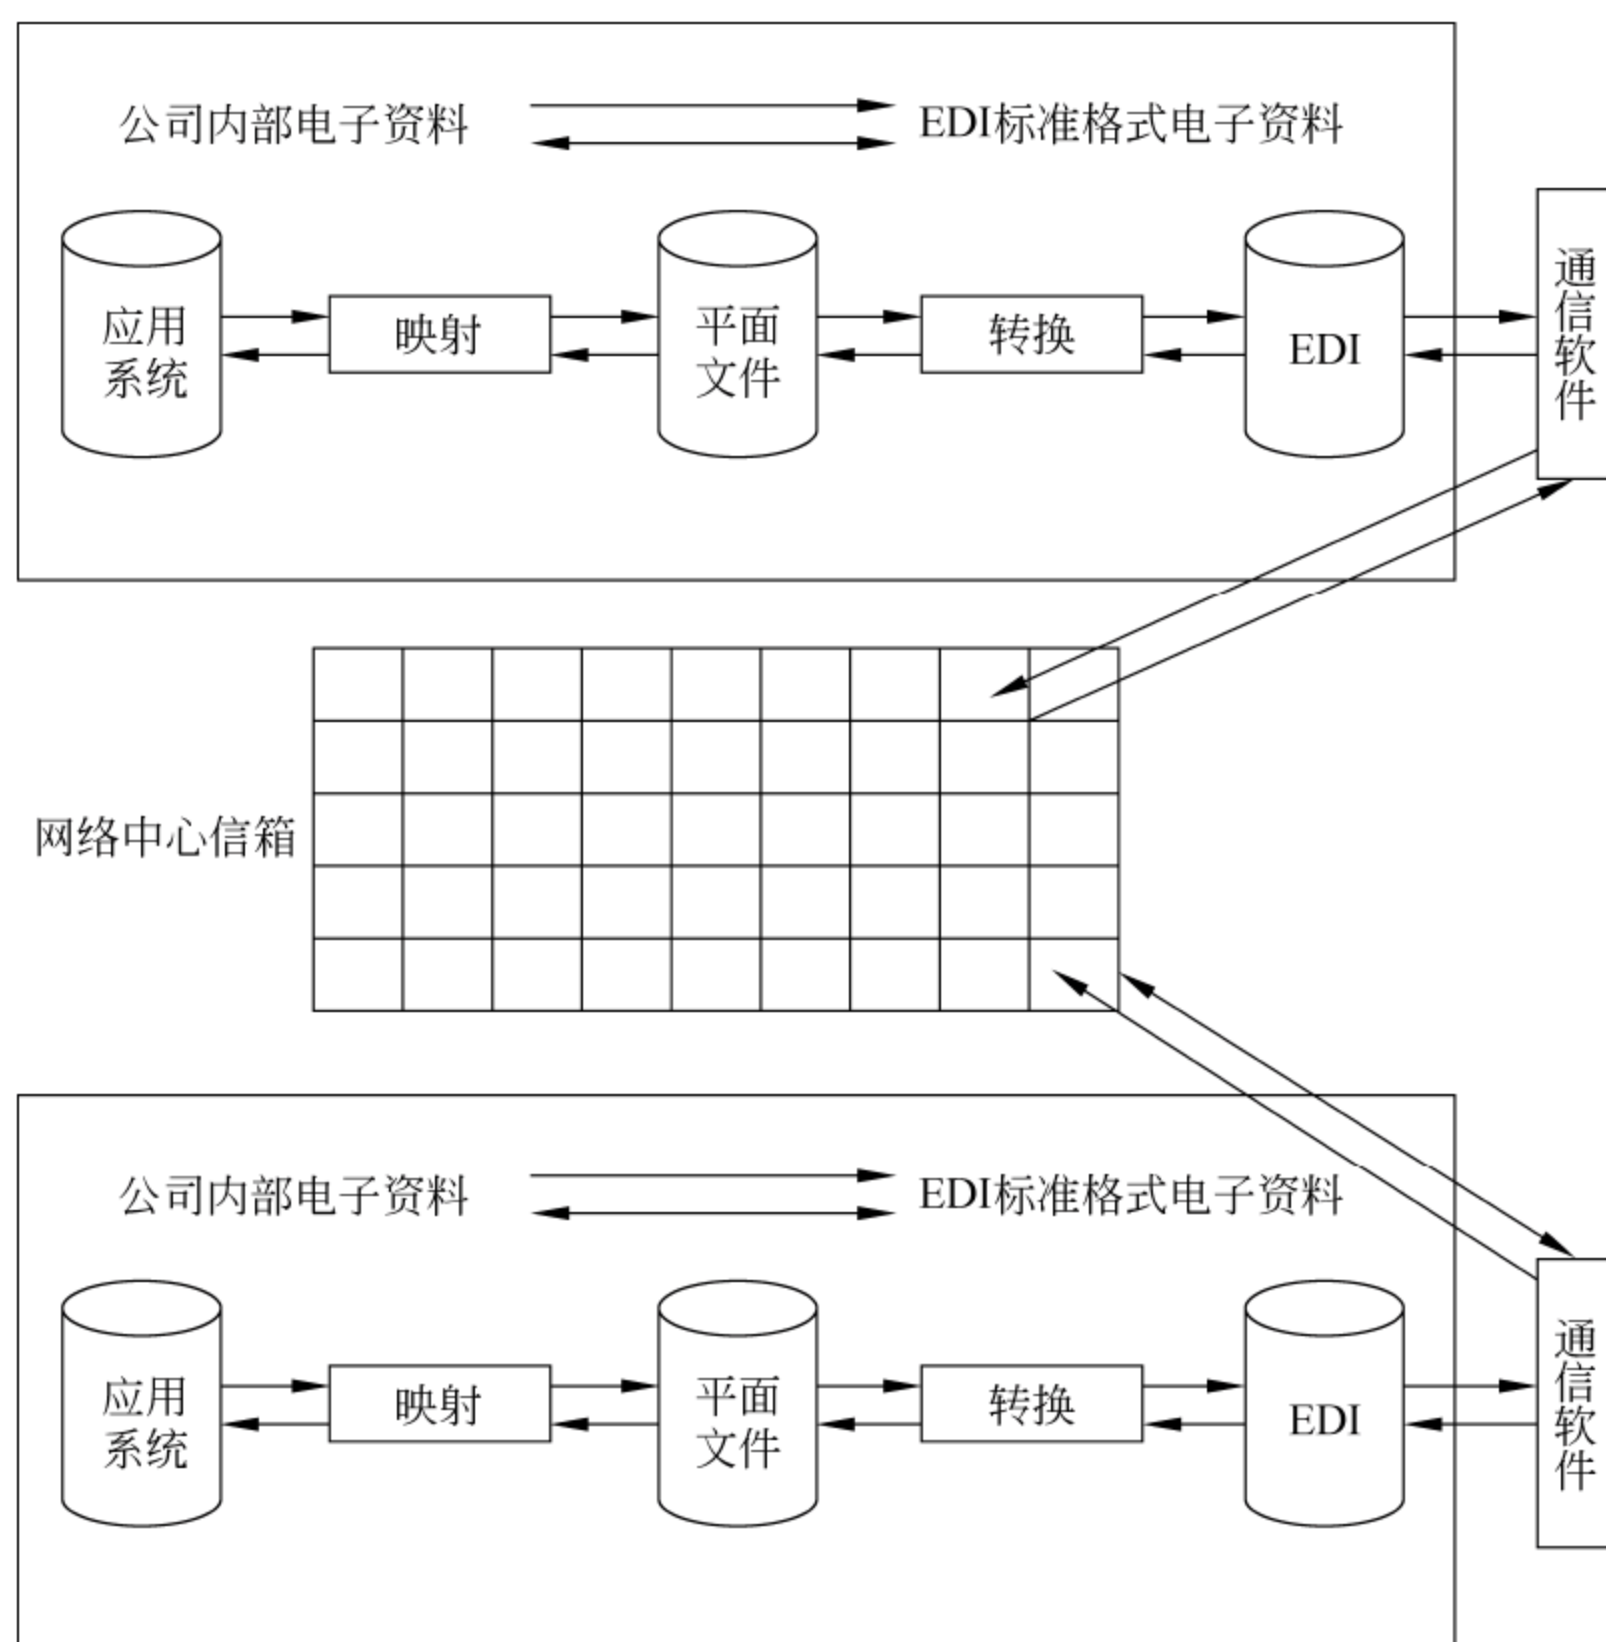 公司内部电子资料
EDI标准格式电子资料
应用
系统
映射
平面
文件
转换
EDI
通信软件
网络中心信箱
公司内部电子资料
EDI标准格式电子资料
应用
系统
映射
平面
文件
转换
EDI
通信软件